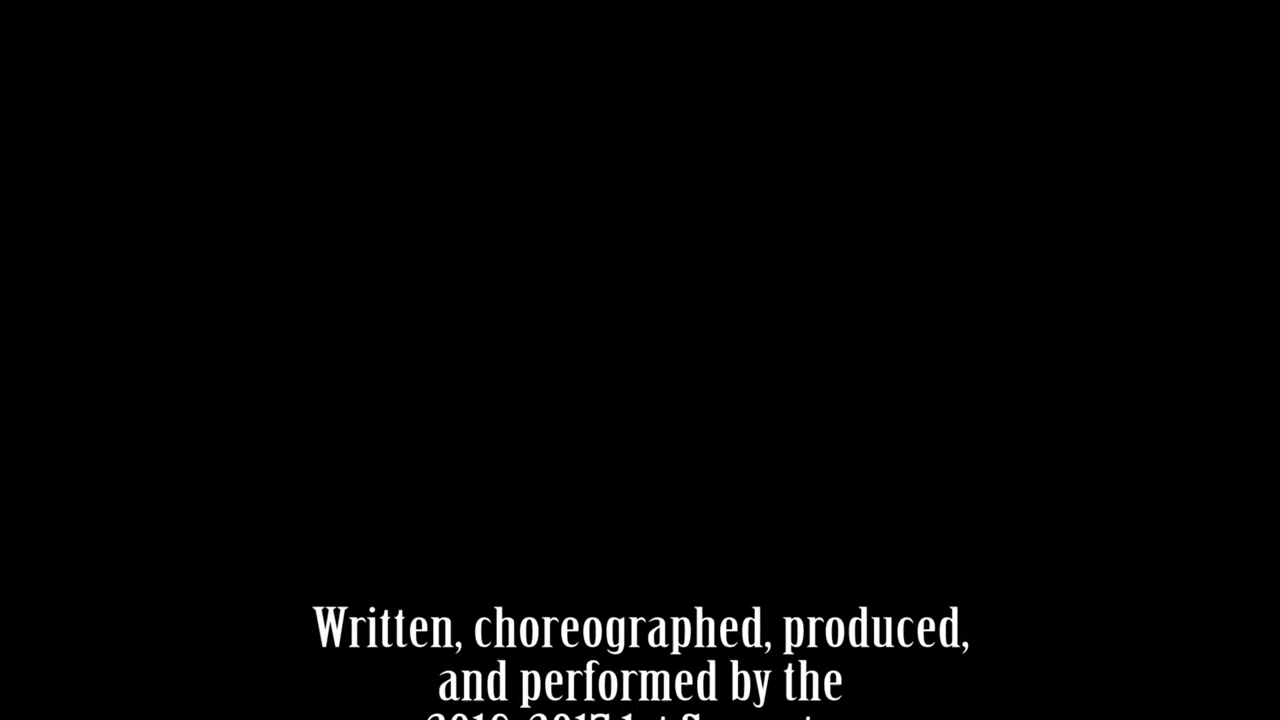 Written, choreographed, produced,
and performed by the